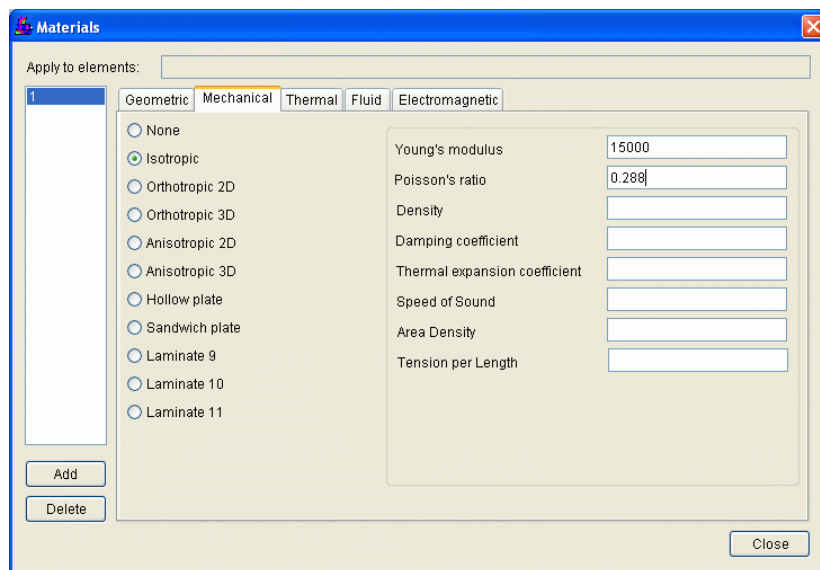 Materials
Apply to elements:
1
Geometric Mechanical Thermal Fluid Electromagnetic
None
Isotropic
Orthotropic 2D
Orthotropic 3D
Anisotropic 2D
Anisotropic 3D
Hollow plate
Sandwich plate
Laminate 9
Laminate 10
Laminate 11
Young's modulus 15000
Poisson's ratio 0.288
Density
Damping coefficient
Thermal expansion coefficient
Speed of Sound
Area Density
Tension per Length
Add
Delete
Close